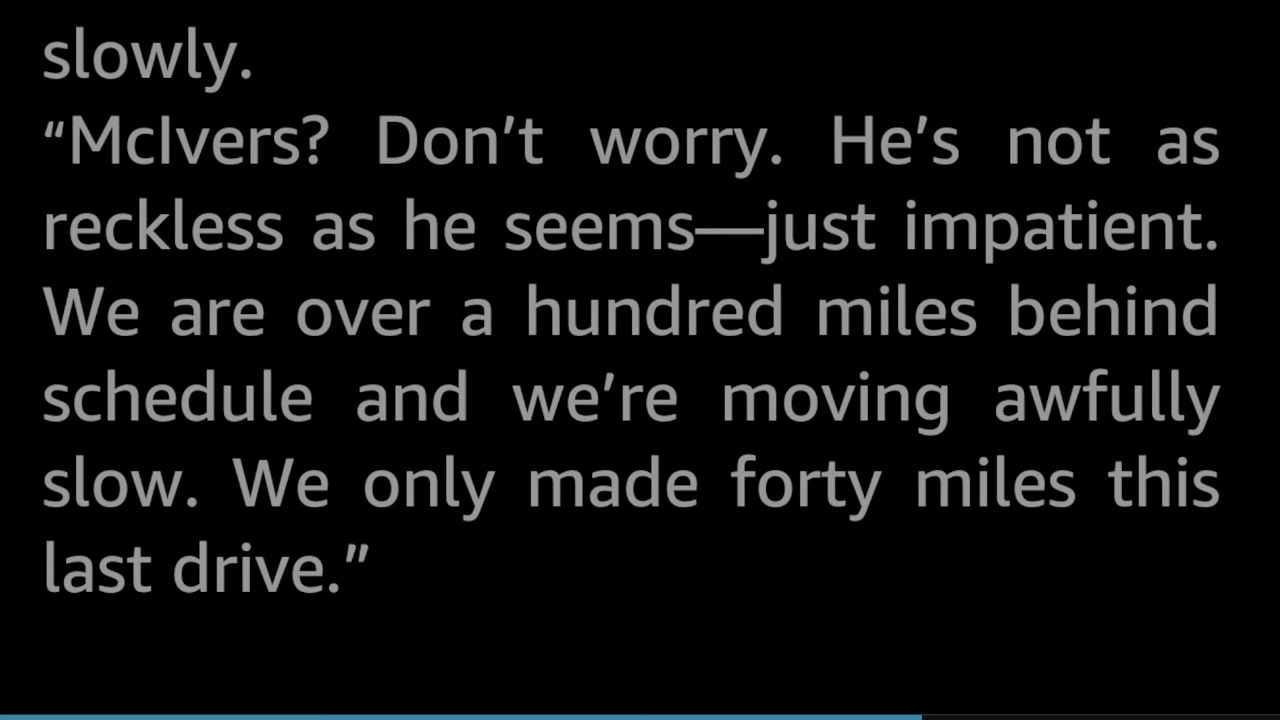 slowly.
“McIvers? Don’t worry. He’s not as
reckless as he seems—just impatient.
We are over a hundred miles behind
schedule and we’re moving awfully
slow. We only made forty miles this
last drive.”